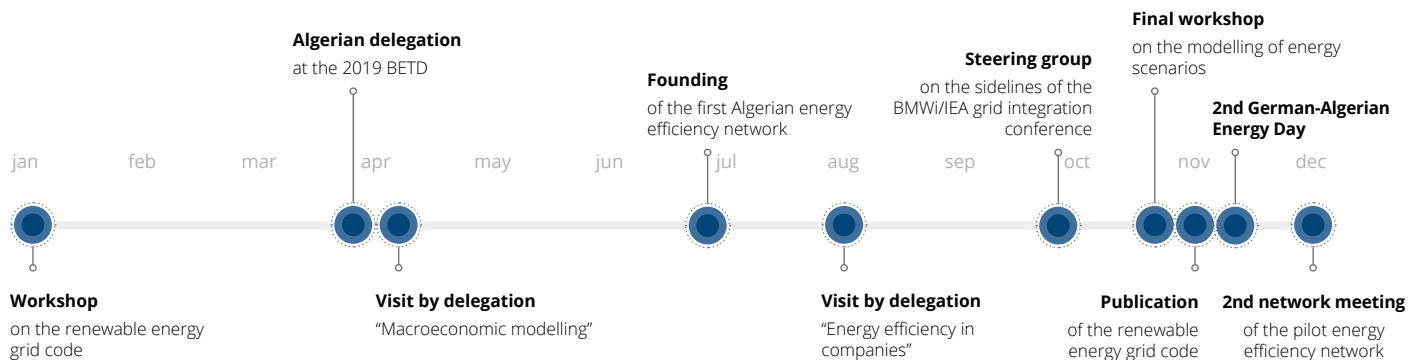 Final workshop
on the modelling of energy
scenarios
Algerian delegation
at the 2019 BETD
Steering group
on the sidelines of the
BMWi/IEA grid integration
conference
Founding
of the first Algerian energy
efficiency network
2nd German-Algerian
Energy Day
jan feb mar apr may jun jul aug sep oct nov dec
Workshop
on the renewable energy
grid code
Visit by delegation
“Macroeconomic modelling”
Visit by delegation
“Energy efficiency in
companies”
Publication
of the renewable
energy grid code
2nd network meeting
of the pilot energy
efficiency network